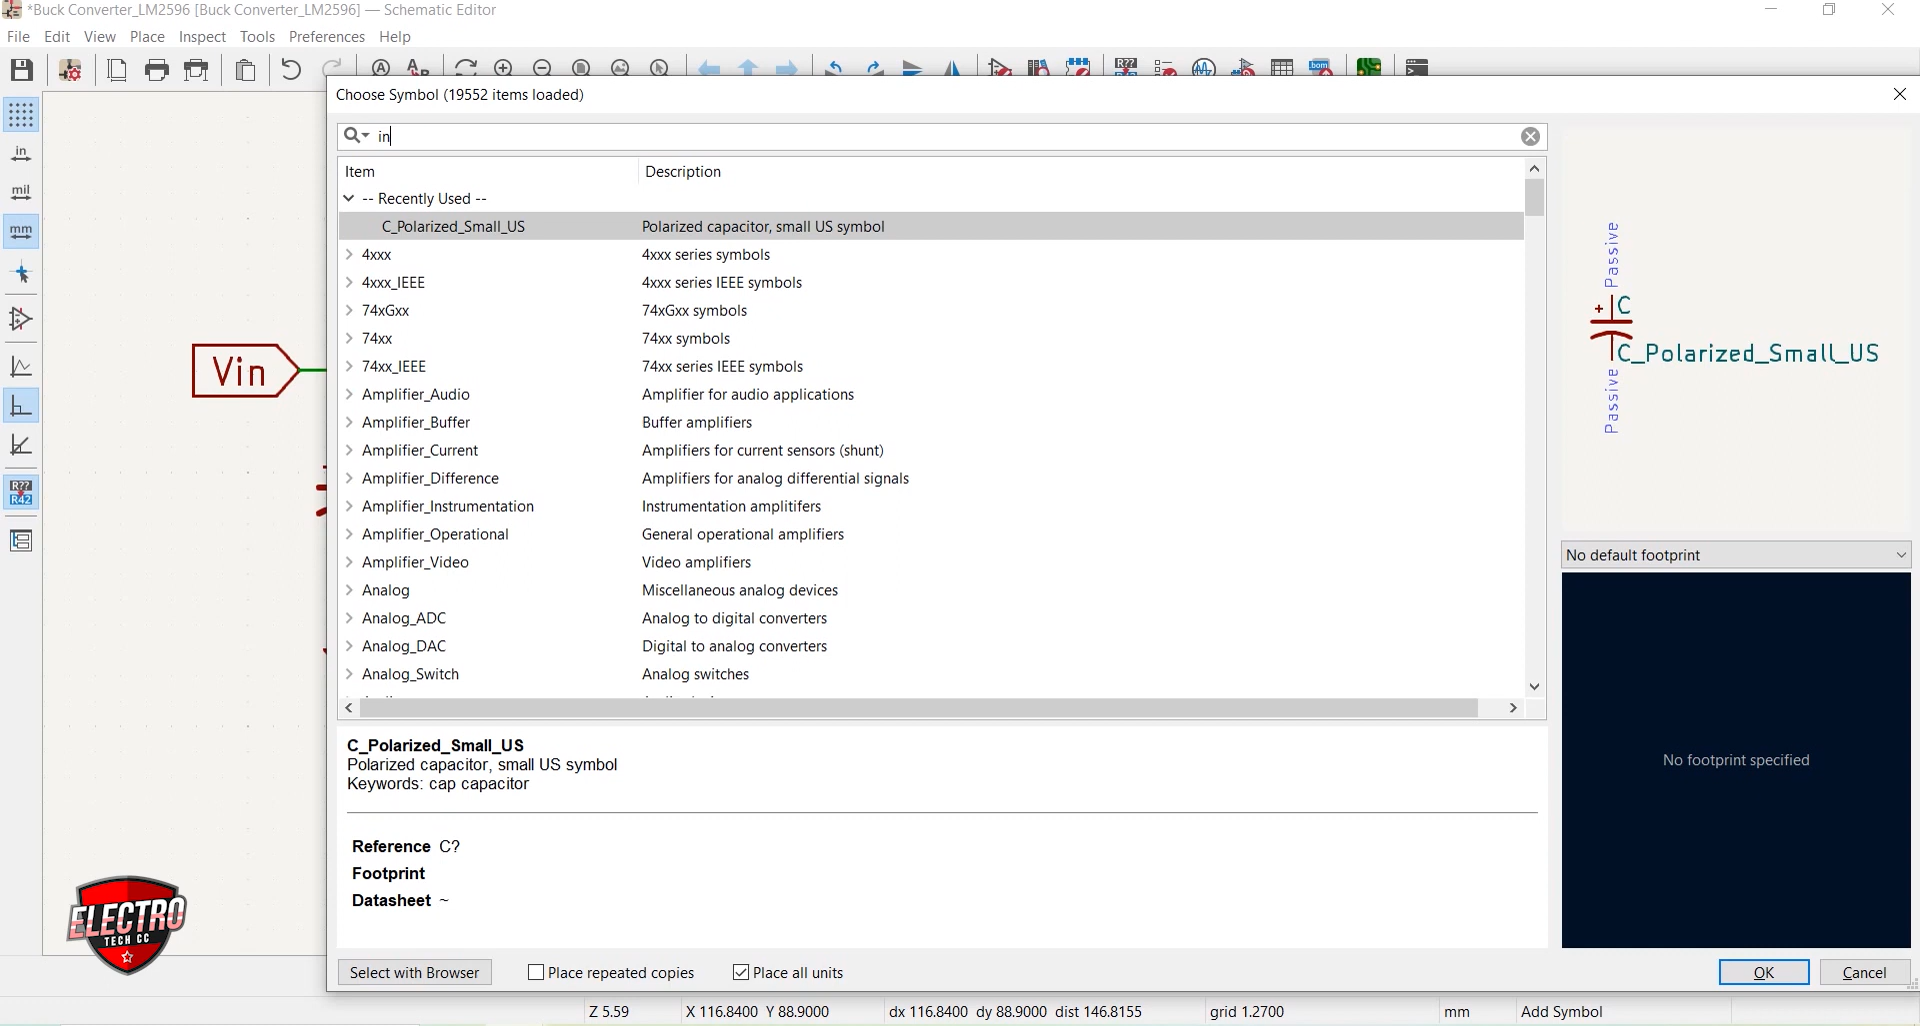 *Buck Converter_LM2596 [Buck Converter_LM2596] — Schematic Editor
File Edit View Place Inspect Tools Preferences Help
Choose Symbol (19552 items loaded)
in
Item Description
-- Recently Used --
C_Polarized_Small_US Polarized capacitor, small US symbol
4xxx 4xxx series symbols
4xxx_IEEE 4xxx series IEEE symbols
74xGxx 74xGxx symbols
74xx 74xx symbols
74xx_IEEE 74xx series IEEE symbols
Amplifier_Audio Amplifier for audio applications
Amplifier_Buffer Buffer amplifiers
Amplifier_Current Amplifiers for current sensors (shunt)
Amplifier_Difference Amplifiers for analog differential signals
Amplifier_Instrumentation Instrumentation amplitifers
Amplifier_Operational General operational amplifiers
Amplifier_Video Video amplifiers
Analog Miscellaneous analog devices
Analog_ADC Analog to digital converters
Analog_DAC Digital to analog converters
Analog_Switch Analog switches
C_Polarized_Small_US
Polarized capacitor, small US symbol
Keywords: cap capacitor
Reference C?
Footprint
Datasheet ~
Select with Browser Place repeated copies Place all units
Passive
+ C
C_Polarized_Small_US
Passive
No default footprint
No footprint specified
OK Cancel
in
mil
mm
R??
R42
Vin
ELECTRO
TECH CC
R??
bom
Z 5.59 X 116.8400 Y 88.9000 dx 116.8400 dy 88.9000 dist 146.8155 grid 1.2700 mm Add Symbol